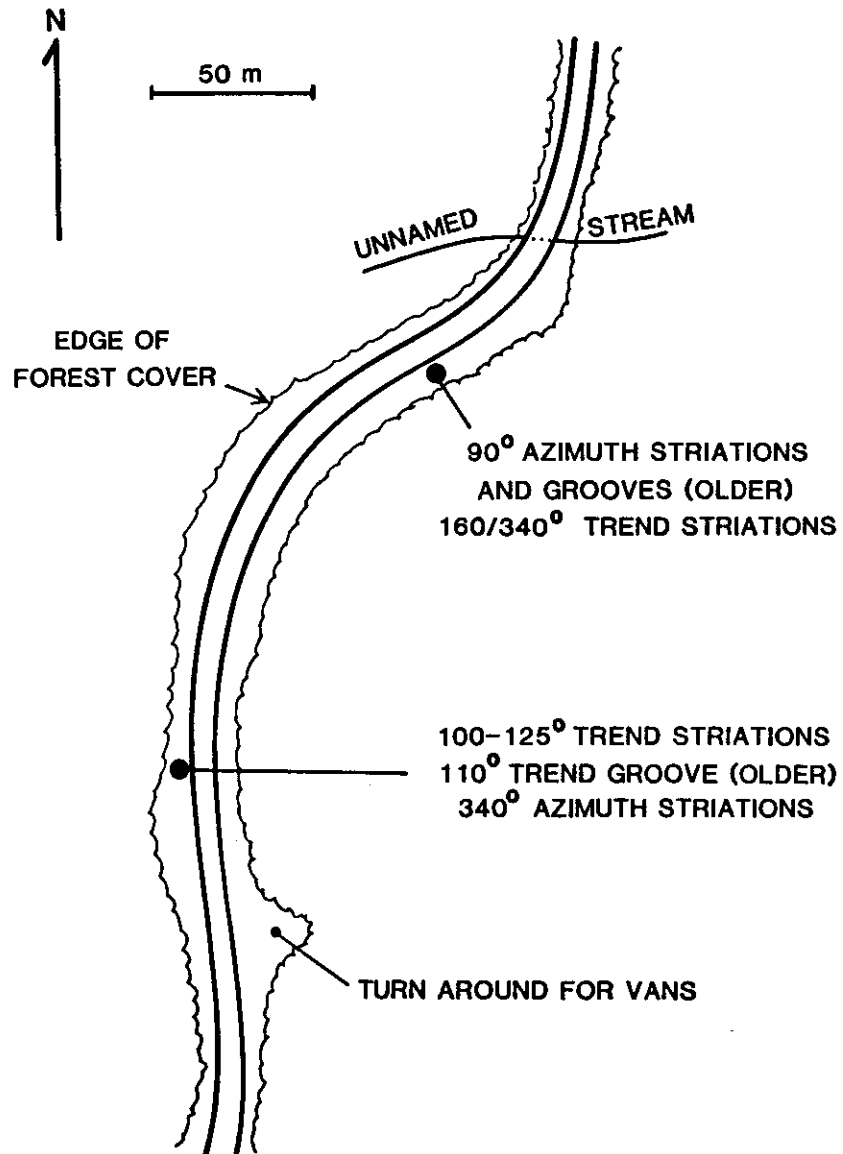 N
50 m
UNNAMED STREAM
EDGE OF
FOREST COVER
90° AZIMUTH STRIATIONS
AND GROOVES (OLDER)
160/340° TREND STRIATIONS
100-125° TREND STRIATIONS
110° TREND GROOVE (OLDER)
340° AZIMUTH STRIATIONS
TURN AROUND FOR VANS